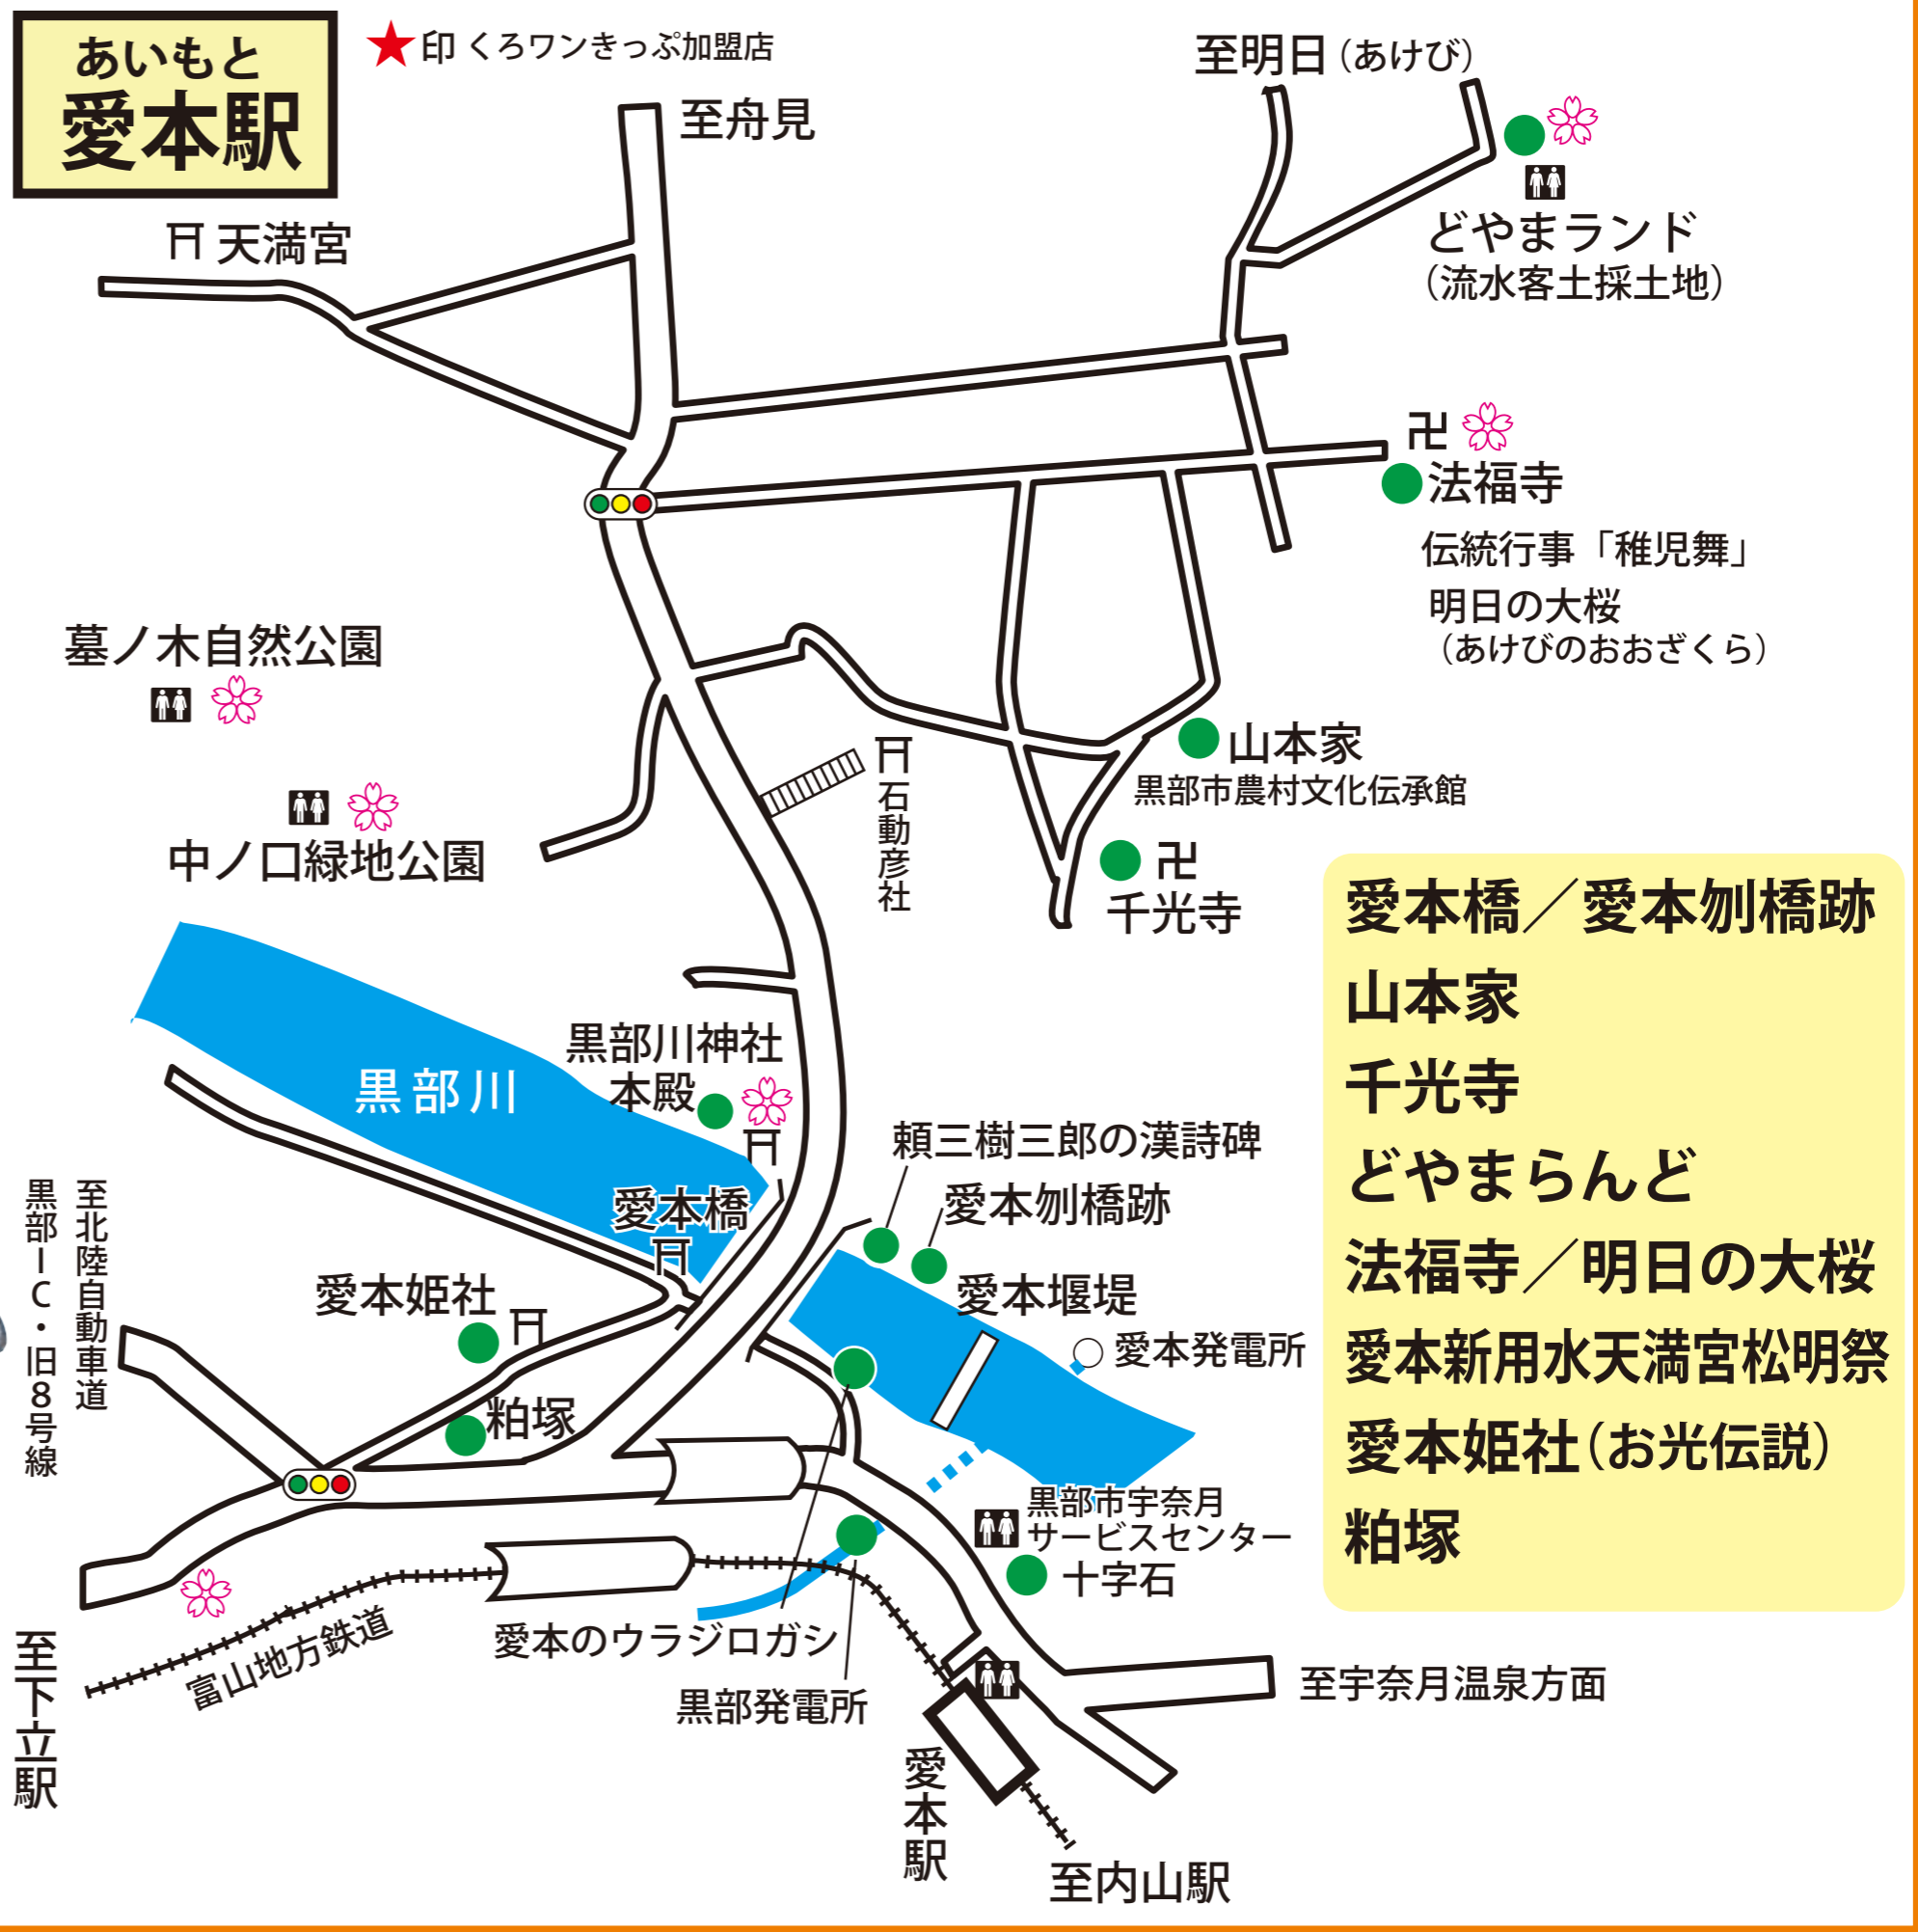 あいもと
愛本駅
★印 くろワンきっぷ加盟店
至明日（あけび）
至舟見
天満宮
どやまランド
（流水客土採土地）
卍
法福寺
伝統行事「稚児舞」
明日の大桜
（あけびのおおざくら）
墓ノ木自然公園
山本家
黒部市農村文化伝承館
石動彦社
中ノ口緑地公園
卍
千光寺
黒部川神社
本殿
黒部川
頼三樹三郎の漢詩碑
愛本橋
愛本刎橋跡
愛本姫社
愛本堰堤
愛本発電所
至北陸自動車道
黒部IC・旧8号線
粕塚
黒部市宇奈月
サービスセンター
十字石
富山地方鉄道
愛本のウラジロガシ
黒部発電所
至宇奈月温泉方面
至下立駅
愛本駅
至内山駅
愛本橋／愛本刎橋跡
山本家
千光寺
どやまらんど
法福寺／明日の大桜
愛本新用水天満宮松明祭
愛本姫社（お光伝説）
粕塚